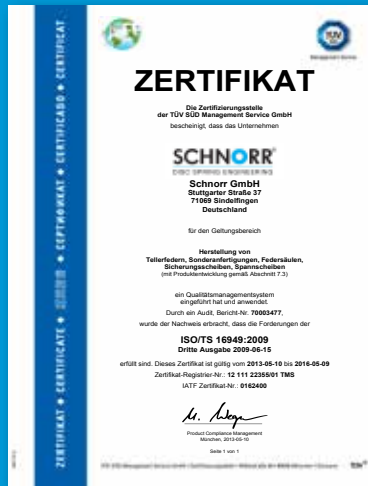 ZERTIFIKAT ◆ CERTIFICATE ◆ ◆ СЕРТИФИКАТ ◆ CERTIFICADO ◆ CERTIFICAT
TÜV
Management Service
ZERTIFIKAT
Die Zertifizierungsstelle
der TÜV SÜD Management Service GmbH
bescheinigt, dass das Unternehmen
SCHNORR®
DISC SPRING ENGINEERING
Schnorr GmbH
Stuttgarter Straße 37
71069 Sindelfingen
Deutschland
für den Geltungsbereich
Herstellung von
Tellerfedern, Sonderanfertigungen, Federsäulen,
Sicherungsscheiben, Spannscheiben
(mit Produktentwicklung gemäß Abschnitt 7.3)
ein Qualitätsmanagementsystem
eingeführt hat und anwendet.
Durch ein Audit, Bericht-Nr. 70003477,
wurde der Nachweis erbracht, dass die Forderungen der
ISO/TS 16949:2009
Dritte Ausgabe 2009-06-15
erfüllt sind. Dieses Zertifikat ist gültig vom 2013-05-10 bis 2016-05-09
Zertifikat-Registrier-Nr.: 12 111 22355/01 TMS
IATF Zertifikat-Nr.: 0162400
Product Compliance Management
München, 2013-05-10
Seite 1 von 1